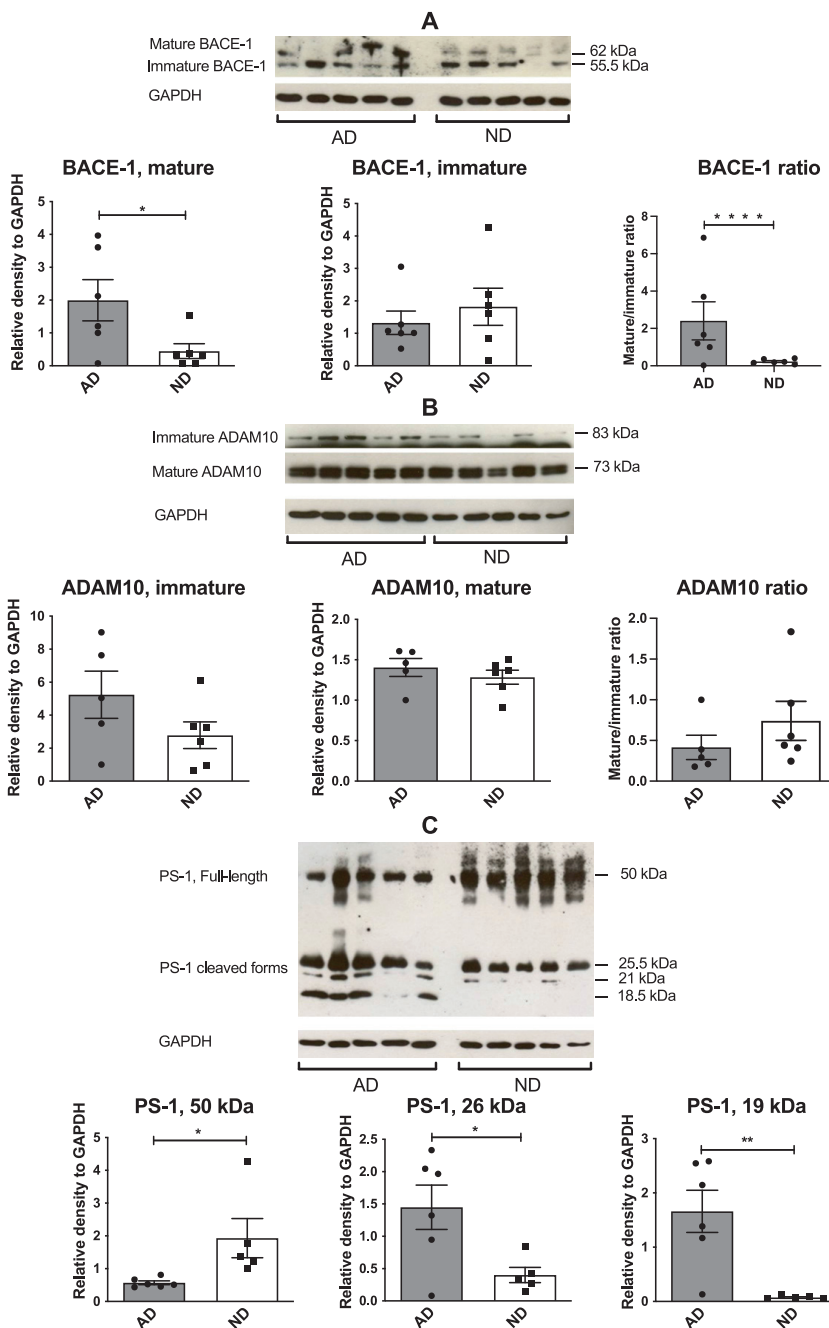 A
Mature BACE-1
62 kDa
Immature BACE-1
55.5 kDa
GAPDH
AD
ND
BACE-1, mature
BACE-1, immature
BACE-1 ratio
Relative density to GAPDH
5
4
3
2
1
0
*
AD
ND
Relative density to GAPDH
5
4
3
2
1
0
AD
ND
Mature/immature ratio
8
6
4
2
0
* * * *
AD
ND
B
Immature ADAM10
83 kDa
Mature ADAM10
73 kDa
GAPDH
AD
ND
ADAM10, immature
ADAM10, mature
ADAM10 ratio
Relative density to GAPDH
10
8
6
4
2
0
AD
ND
Relative density to GAPDH
2.0
1.5
1.0
0.5
0.0
AD
ND
Mature/immature ratio
2.0
1.5
1.0
0.5
0.0
AD
ND
C
PS-1, Full-length
50 kDa
PS-1 cleaved forms
25.5 kDa
21 kDa
18.5 kDa
GAPDH
AD
ND
PS-1, 50 kDa
PS-1, 26 kDa
PS-1, 19 kDa
Relative density to GAPDH
5
4
3
2
1
0
*
AD
ND
Relative density to GAPDH
2.5
2.0
1.5
1.0
0.5
0.0
*
AD
ND
Relative density to GAPDH
4
3
2
1
0
**
AD
ND